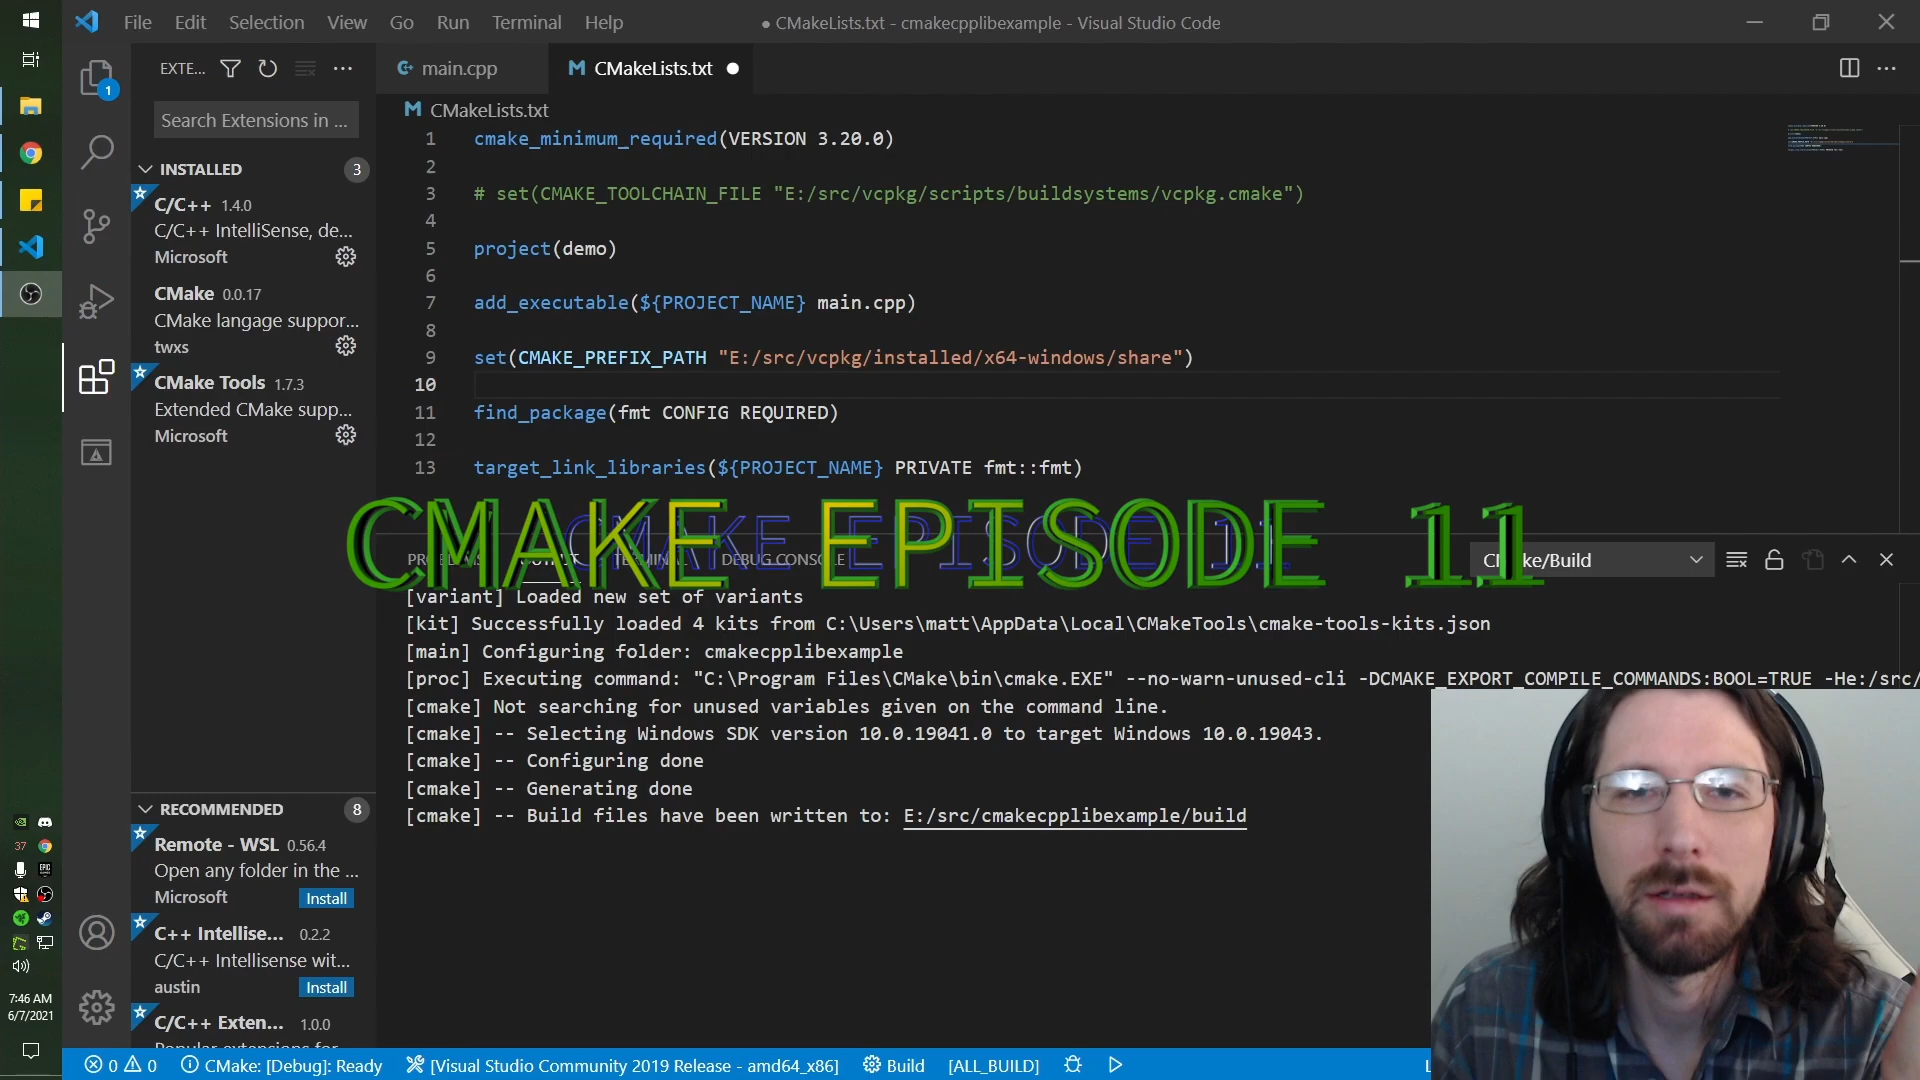 File Edit Selection View Go Run Terminal Help
● CMakeLists.txt - cmakecpplibexample - Visual Studio Code
EXTE...
main.cpp
CMakeLists.txt
Search Extensions in ...
CMakeLists.txt
1 cmake_minimum_required(VERSION 3.20.0)
2
3 # set(CMAKE_TOOLCHAIN_FILE "E:/src/vcpkg/scripts/buildsystems/vcpkg.cmake")
4
5 project(demo)
6
7 add_executable(${PROJECT_NAME} main.cpp)
8
9 set(CMAKE_PREFIX_PATH "E:/src/vcpkg/installed/x64-windows/share")
10
11 find_package(fmt CONFIG REQUIRED)
12
13 target_link_libraries(${PROJECT_NAME} PRIVATE fmt::fmt)
1
INSTALLED 3
C/C++ 1.4.0
C/C++ IntelliSense, de...
Microsoft
CMake 0.0.17
CMake langage suppor...
twxs
CMake Tools 1.7.3
Extended CMake supp...
Microsoft
CMAKE EPISODE 11
DEBUG CONSOLE
[variant] Loaded new set of variants
[kit] Successfully loaded 4 kits from C:\Users\matt\AppData\Local\CMakeTools\cmake-tools-kits.json
[main] Configuring folder: cmakecpplibexample
[proc] Executing command: "C:\Program Files\CMake\bin\cmake.EXE" --no-warn-unused-cli -DCMAKE_EXPORT_COMPILE_COMMANDS:BOOL=TRUE -He:/src/
[cmake] Not searching for unused variables given on the command line.
[cmake] -- Selecting Windows SDK version 10.0.19041.0 to target Windows 10.0.19043.
[cmake] -- Configuring done
[cmake] -- Generating done
[cmake] -- Build files have been written to: E:/src/cmakecpplibexample/build
RECOMMENDED 8
Remote - WSL 0.56.4
Open any folder in the ...
Microsoft Install
C++ Intellise... 0.2.2
C/C++ Intellisense wit...
austin Install
C/C++ Exten... 1.0.0
37
7:46 AM
6/7/2021
0 0 CMake: [Debug]: Ready [Visual Studio Community 2019 Release - amd64_x86] Build [ALL_BUILD]